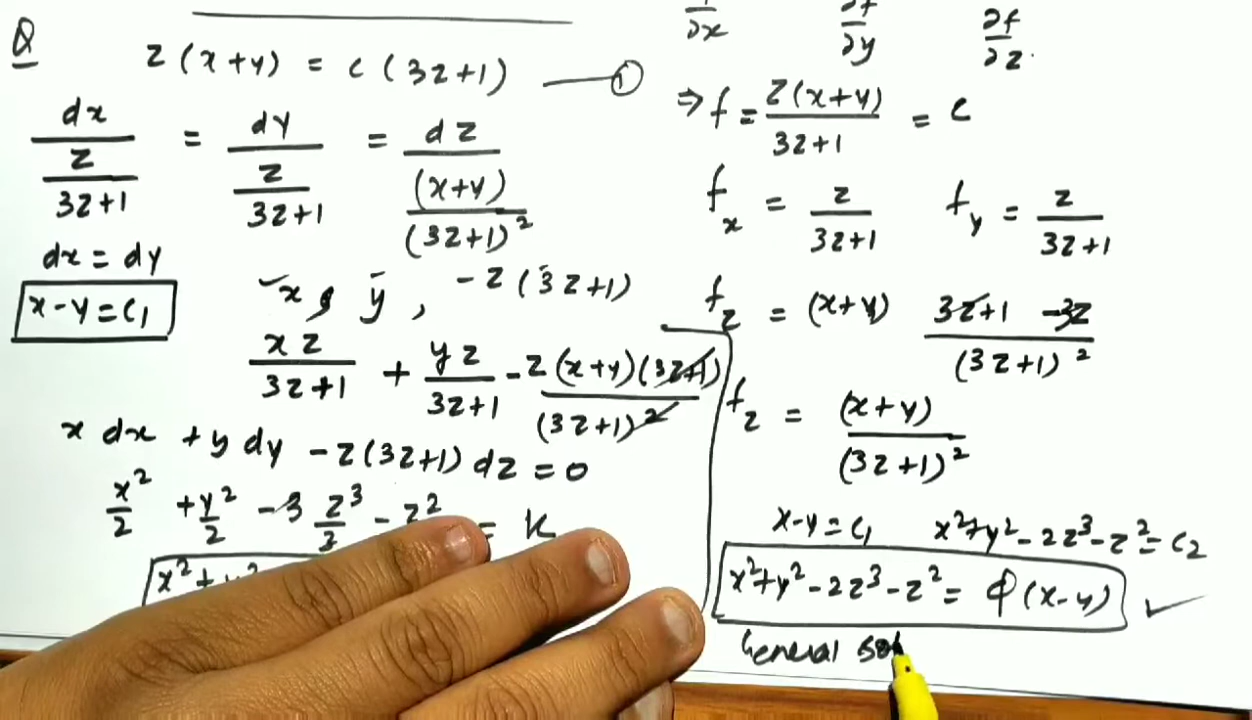 Q
z(x+y) = c(3z+1) — ①
dx/(z/(3z+1)) = dy/(z/(3z+1)) = dz/((x+y)/(3z+1)²)
dx = dy
x-y = c₁
x, y, -z(3z+1)
xz/(3z+1) + yz/(3z+1) - z(x+y)(3z+1)/(3z+1)²
x dx + y dy - z(3z+1) dz = 0
x²/2 + y²/2 - 3 z³/3 - z² = k
x² + y²
∂x ∂f/∂y ∂f/∂z.
⇒ f = z(x+y)/(3z+1) = c
f_x = z/(3z+1) f_y = z/(3z+1)
f_z = (x+y) (3z+1 -3z)/(3z+1)²
f_z = (x+y)/(3z+1)²
x-y = c₁ x²+y²-2z³-z² = c₂
x²+y²-2z³-z² = φ(x-y)
General